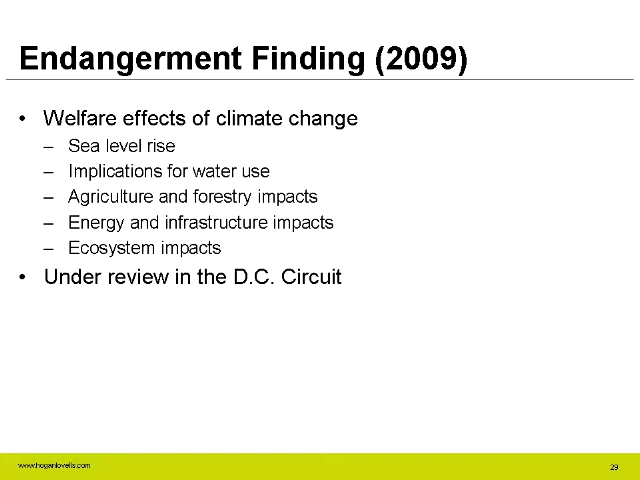 Endangerment Finding (2009)
• Welfare effects of climate change
– Sea level rise
– Implications for water use
– Agriculture and forestry impacts
– Energy and infrastructure impacts
– Ecosystem impacts
• Under review in the D.C. Circuit
www.hoganlovells.com
29